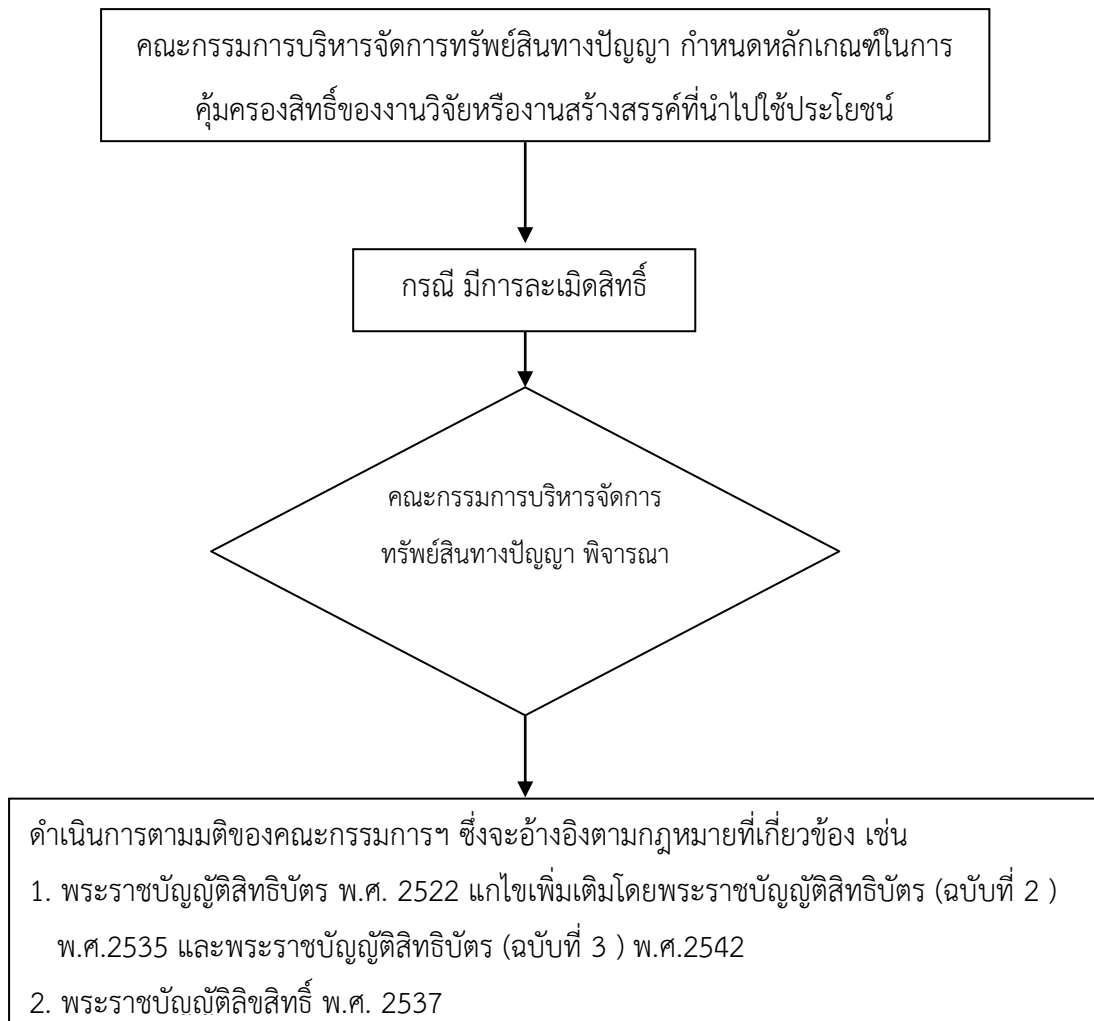 คณะกรรมการบริหารจัดการทรัพย์สินทางปัญญา กำหนดหลักเกณฑ์ในการ
คุ้มครองสิทธิ์ของงานวิจัยหรืองานสร้างสรรค์ที่นำไปใช้ประโยชน์
กรณี มีการละเมิดสิทธิ์
คณะกรรมการบริหารจัดการ
ทรัพย์สินทางปัญญา พิจารณา
ดำเนินการตามมติของคณะกรรมการฯ ซึ่งจะอ้างอิงตามกฎหมายที่เกี่ยวข้อง เช่น
1. พระราชบัญญัติสิทธิบัตร พ.ศ. 2522 แก้ไขเพิ่มเติมโดยพระราชบัญญัติสิทธิบัตร (ฉบับที่ 2 )
พ.ศ.2535 และพระราชบัญญัติสิทธิบัตร (ฉบับที่ 3 ) พ.ศ.2542
2. พระราชบัญญัติลิขสิทธิ์ พ.ศ. 2537